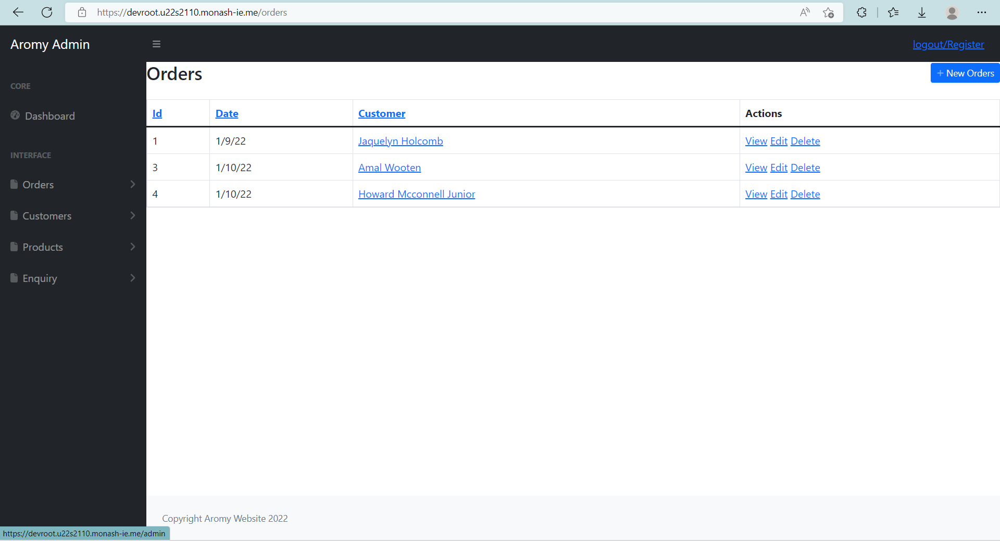 https://devroot.u22s2110.monash-ie.me/orders
Aromy Admin
logout/Register
CORE
Dashboard
INTERFACE
Orders
Customers
Products
Enquiry
Orders
+ New Orders
Id Date Customer Actions
1 1/9/22 Jaquelyn Holcomb View Edit Delete
3 1/10/22 Amal Wooten View Edit Delete
4 1/10/22 Howard Mcconnell Junior View Edit Delete
Copyright Aromy Website 2022
https://devroot.u22s2110.monash-ie.me/admin